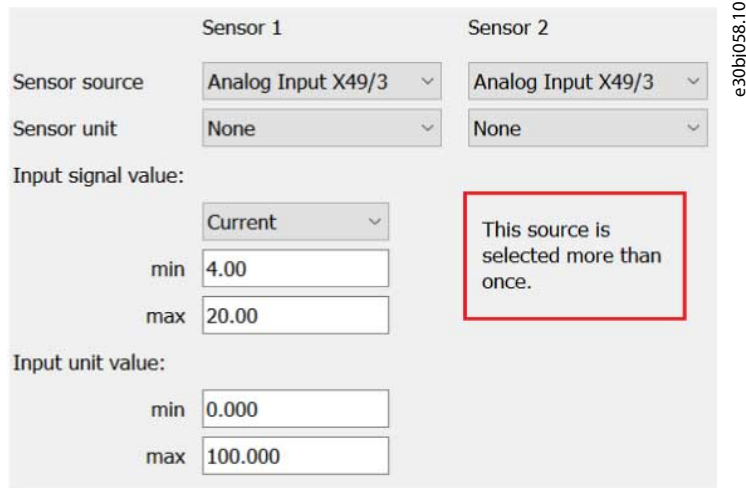 Sensor 1 Sensor 2
Sensor source Analog Input X49/3 Analog Input X49/3
Sensor unit None None
Input signal value:
Current
This source is
selected more than
once.
min 4.00
max 20.00
Input unit value:
min 0.000
max 100.000
e30bj058.10